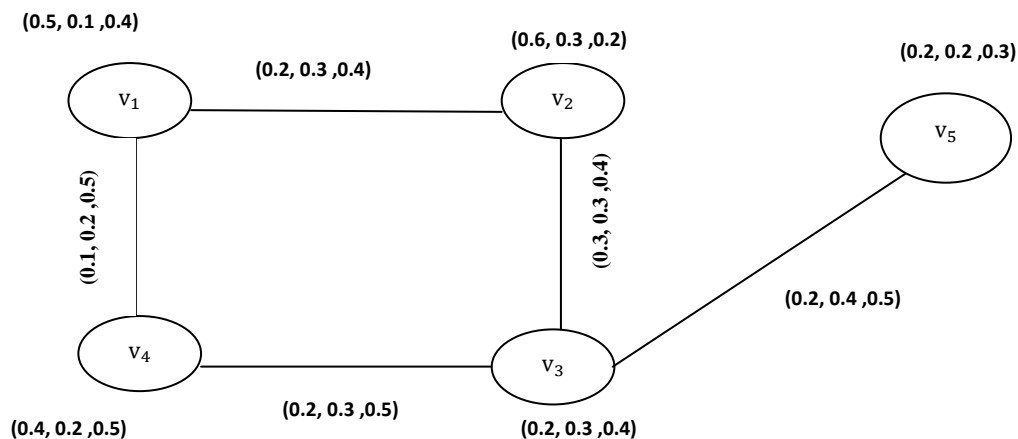 (0.5, 0.1 ,0.4)
(0.6, 0.3 ,0.2)
(0.2, 0.2 ,0.3)
(0.2, 0.3 ,0.4)
v₁
v₂
v₅
(0.1, 0.2 ,0.5)
(0.3, 0.3 ,0.4)
(0.2, 0.4 ,0.5)
v₄
v₃
(0.2, 0.3 ,0.5)
(0.4, 0.2 ,0.5)
(0.2, 0.3 ,0.4)